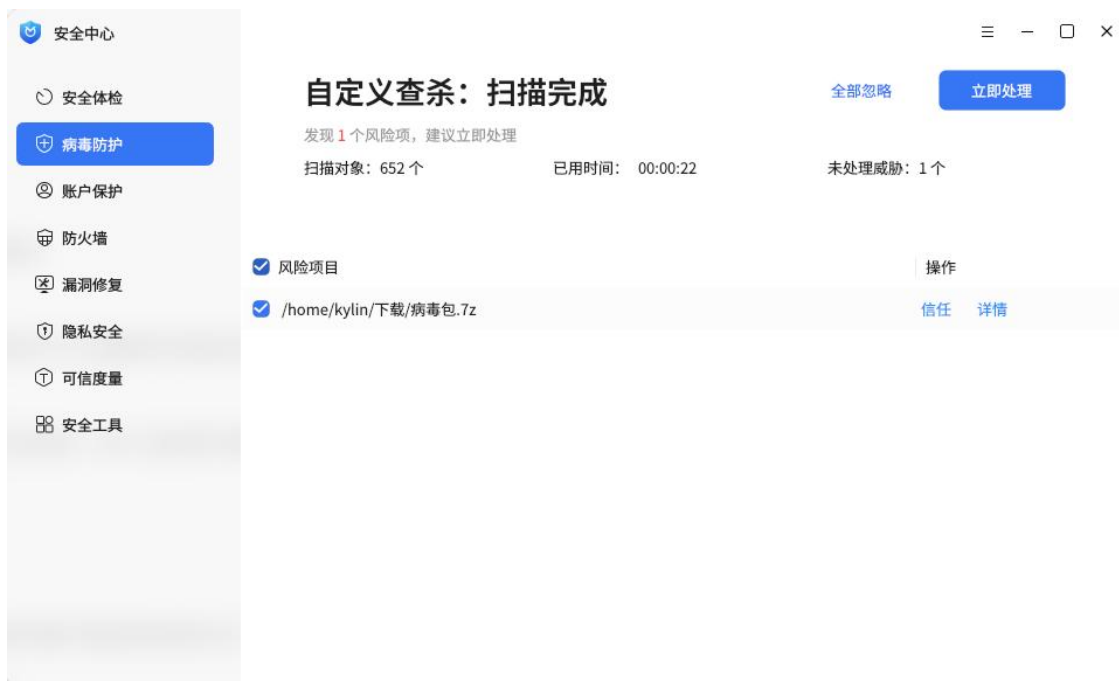 安全中心
安全体检
病毒防护
账户保护
防火墙
漏洞修复
隐私安全
可信度量
安全工具
自定义查杀：扫描完成
全部忽略
立即处理
发现 1 个风险项，建议立即处理
扫描对象：652 个
已用时间： 00:00:22
未处理威胁：1 个
风险项目
操作
/home/kylin/下载/病毒包.7z
信任
详情